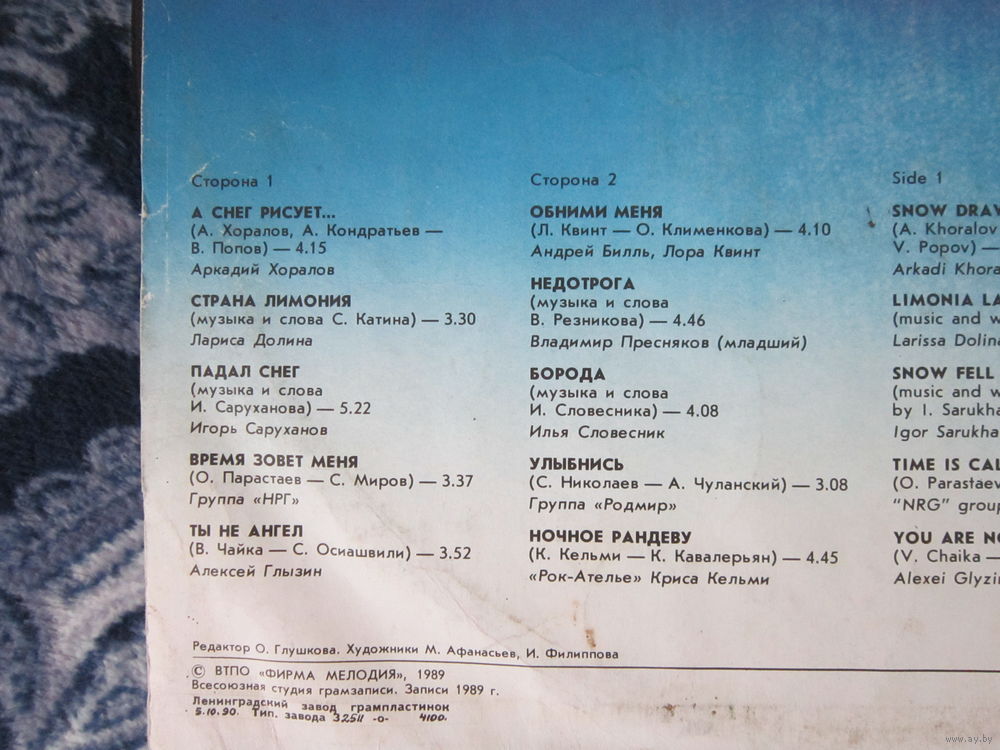 Сторона 1
А СНЕГ РИСУЕТ...
(А. Хоралов, А. Кондратьев —
В. Попов) — 4.15
Аркадий Хоралов
СТРАНА ЛИМОНИЯ
(музыка и слова С. Катина) — 3.30
Лариса Долина
ПАДАЛ СНЕГ
(музыка и слова
И. Саруханова) — 5.22
Игорь Саруханов
ВРЕМЯ ЗОВЕТ МЕНЯ
(О. Парастаев — С. Миров) — 3.37
Группа «НРГ»
ТЫ НЕ АНГЕЛ
(В. Чайка — С. Осиашвили) — 3.52
Алексей Глызин
Сторона 2
ОБНИМИ МЕНЯ
(Л. Квинт — О. Клименкова) — 4.10
Андрей Билль, Лора Квинт
НЕДОТРОГА
(музыка и слова
В. Резникова) — 4.46
Владимир Пресняков (младший)
БОРОДА
(музыка и слова
И. Словесника) — 4.08
Илья Словесник
УЛЫБНИСЬ
(С. Николаев — А. Чуланский) — 3.08
Группа «Родмир»
НОЧНОЕ РАНДЕВУ
(К. Кельми — К. Кавалерьян) — 4.45
«Рок-Ателье» Криса Кельми
Side 1
SNOW DRAW
(A. Khoralov
V. Popov) —
Arkadi Khora
LIMONIA LA
(music and w
Larissa Dolina
SNOW FELL
(music and w
by I. Sarukha
Igor Sarukha
TIME IS CAL
(O. Parastaev
"NRG" group
YOU ARE NO
(V. Chaika —
Alexei Glyzi
Редактор О. Глушкова. Художники М. Афанасьев, И. Филиппова
© ВТПО «ФИРМА МЕЛОДИЯ», 1989
Всесоюзная студия грамзаписи. Записи 1989 г.
Ленинградский завод грампластинок
5.10.90. Тип. завода З2511 -0- 4100.
www.ay.by